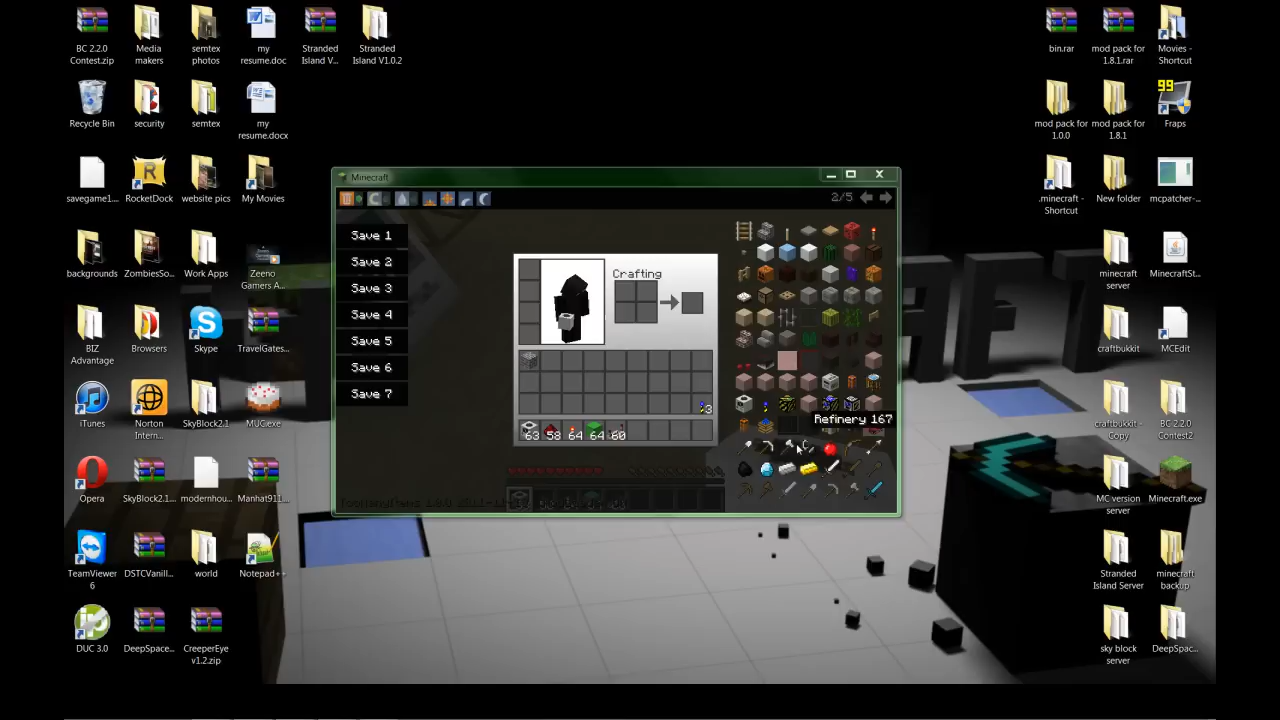 BC 2.2.0
Contest.zip
Media
makers
semtex
photos
my
resume.doc
Stranded
Island V...
Stranded
Island V1.0.2
bin.rar
mod pack for
1.8.1.rar
Movies -
Shortcut
Recycle Bin
security
semtex
my
resume.docx
mod pack for
1.0.0
mod pack for
1.8.1
99
Fraps
savegame1...
RocketDock
website pics
My Movies
.minecraft -
Shortcut
New folder
mcpatcher-...
backgrounds
ZombiesSo...
Work Apps
Zeeno
Gamers A...
minecraft
server
MinecraftSt...
BIZ
Advantage
Browsers
Skype
TravelGates...
craftbukkit
MCEdit
iTunes
Norton
Intern...
SkyBlock2.1
MUC.exe
craftbukkit
- Copy
BC 2.2.0
Contest2
Opera
SkyBlock2.1...
modernhou...
Manhat911...
MC version
server
Minecraft.exe
TeamViewer
6
DSTCVanill...
world
Notepad++
Stranded
Island Server
minecraft
backup
DUC 3.0
DeepSpace...
CreeperEye
v1.2.zip
sky block
server
DeepSpac...
Minecraft
2/5
Save 1
Save 2
Save 3
Save 4
Save 5
Save 6
Save 7
Crafting
3
63 58 64 64 60
Refinery 167